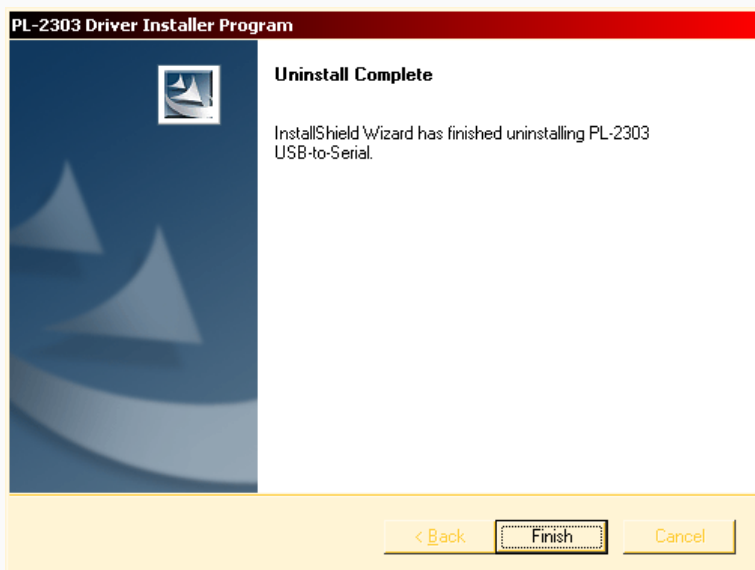 PL-2303 Driver Installer Program
Uninstall Complete
InstallShield Wizard has finished uninstalling PL-2303
USB-to-Serial.
< Back Finish Cancel